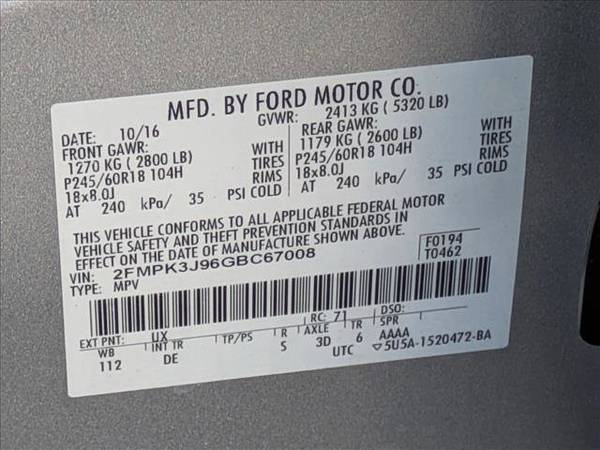 MFD. BY FORD MOTOR CO.
DATE: 10/16 GVWR: 2413 KG ( 5320 LB)
FRONT GAWR: WITH REAR GAWR: WITH
1270 KG ( 2800 LB) TIRES 1179 KG ( 2600 LB) TIRES
P245/60R18 104H RIMS P245/60R18 104H RIMS
18x8.0J 18x8.0J
AT 240 kPa/ 35 PSI COLD AT 240 kPa/ 35 PSI COLD
THIS VEHICLE CONFORMS TO ALL APPLICABLE FEDERAL MOTOR
VEHICLE SAFETY AND THEFT PREVENTION STANDARDS IN
EFFECT ON THE DATE OF MANUFACTURE SHOWN ABOVE.
VIN: 2FMPK3J96GBC67008 F0194
TYPE: MPV T0462
EXT PNT: UX RC: 71 DSO:
WB INT TR TP/PS R AXLE TR SPR
112 DE S 3D 6 AAAA
UTC ▽5U5A-1520472-BA